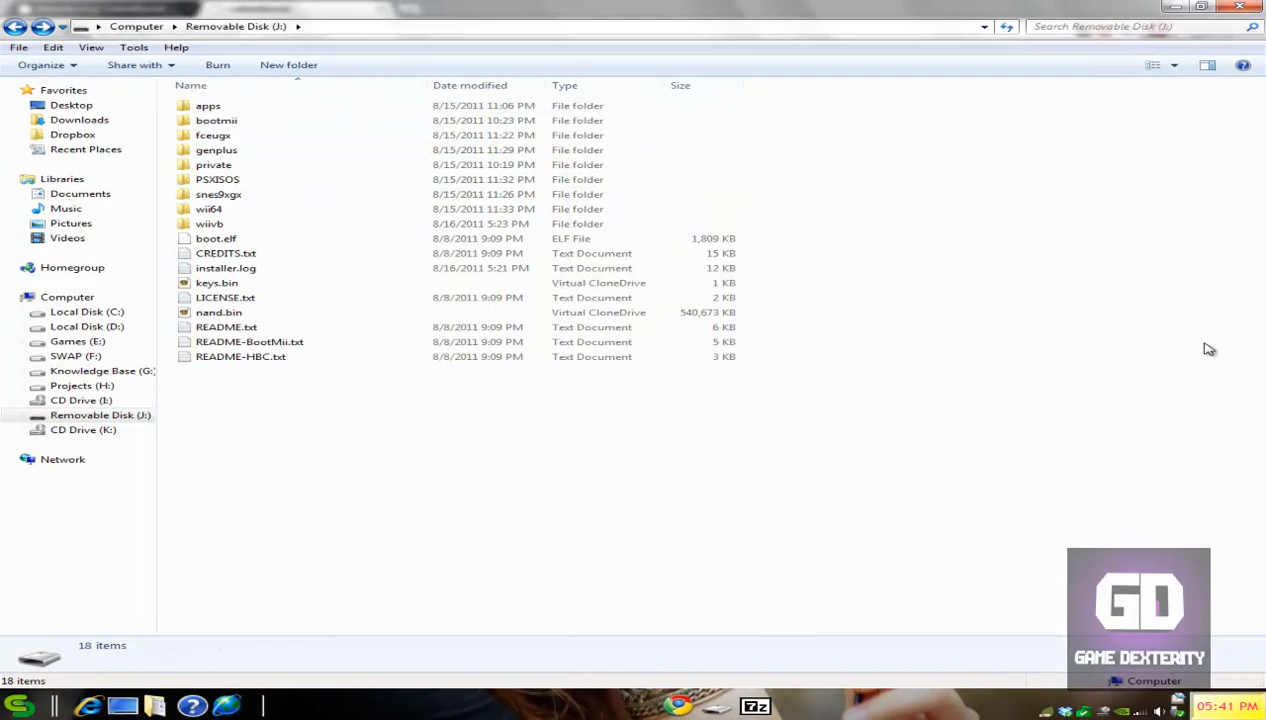 Computer ▸ Removable Disk (J:) ▸
Search Removable Disk (J:)
File Edit View Tools Help
Organize Share with Burn New folder
Name Date modified Type Size
Favorites
Desktop
Downloads
Dropbox
Recent Places
Libraries
Documents
Music
Pictures
Videos
Homegroup
Computer
Local Disk (C:)
Local Disk (D:)
Games (E:)
SWAP (F:)
Knowledge Base (G:
Projects (H:)
CD Drive (I:)
Removable Disk (J:)
CD Drive (K:)
Network
apps 8/15/2011 11:06 PM File folder
bootmii 8/15/2011 10:23 PM File folder
fceugx 8/15/2011 11:22 PM File folder
genplus 8/15/2011 11:29 PM File folder
private 8/15/2011 10:19 PM File folder
PSXISOS 8/15/2011 11:32 PM File folder
snes9xgx 8/15/2011 11:26 PM File folder
wii64 8/15/2011 11:33 PM File folder
wiivb 8/16/2011 5:23 PM File folder
boot.elf 8/8/2011 9:09 PM ELF File 1,809 KB
CREDITS.txt 8/8/2011 9:09 PM Text Document 15 KB
installer.log 8/16/2011 5:21 PM Text Document 12 KB
keys.bin Virtual CloneDrive 1 KB
LICENSE.txt 8/8/2011 9:09 PM Text Document 2 KB
nand.bin Virtual CloneDrive 540,673 KB
README.txt 8/8/2011 9:09 PM Text Document 6 KB
README-BootMii.txt 8/8/2011 9:09 PM Text Document 5 KB
README-HBC.txt 8/8/2011 9:09 PM Text Document 3 KB
GD
GAME DEXTERITY
18 items
18 items
Computer
7z
05:41 PM